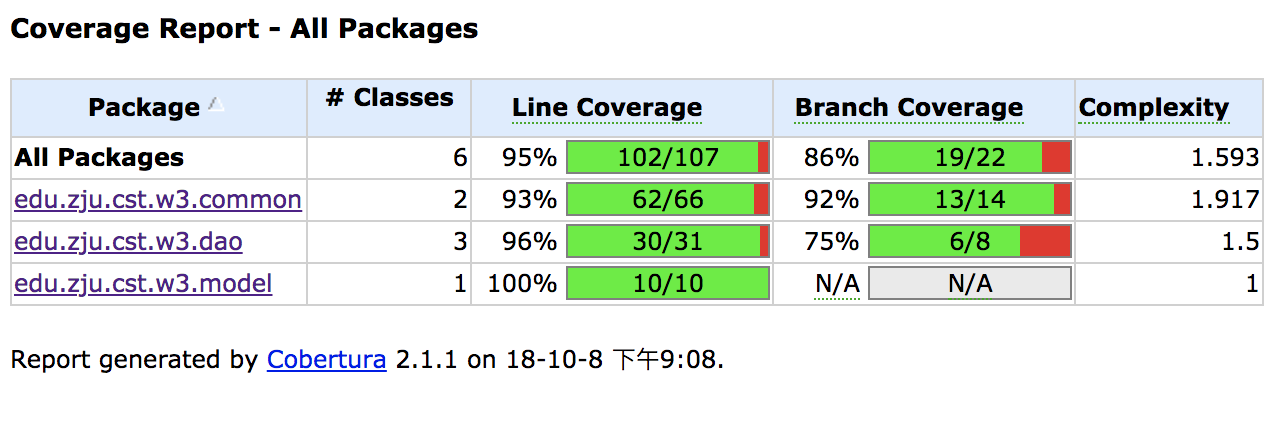 Coverage Report - All Packages
Package # Classes Line Coverage Branch Coverage Complexity
All Packages 6 95% 102/107 86% 19/22 1.593
edu.zju.cst.w3.common 2 93% 62/66 92% 13/14 1.917
edu.zju.cst.w3.dao 3 96% 30/31 75% 6/8 1.5
edu.zju.cst.w3.model 1 100% 10/10 N/A N/A 1
Report generated by Cobertura 2.1.1 on 18-10-8 下午9:08.